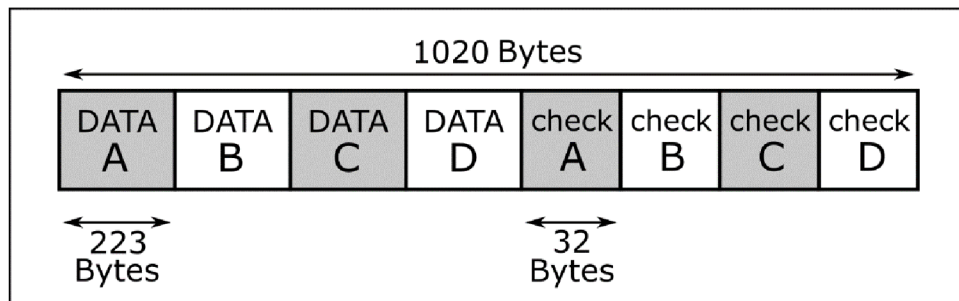 1020 Bytes
DATA DATA DATA DATA check check check check
A B C D A B C D
223 32
Bytes Bytes